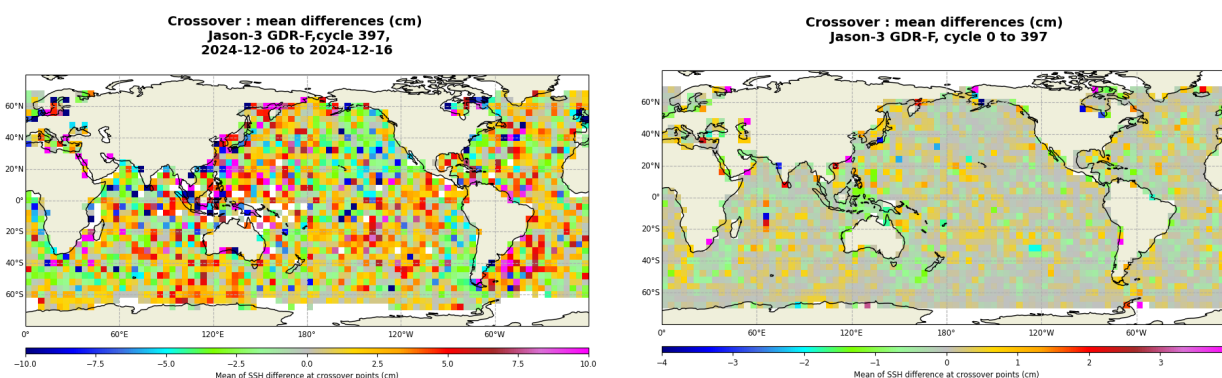 Crossover : mean differences (cm)
Jason-3 GDR-F,cycle 397,
2024-12-06 to 2024-12-16
60°N
40°N
20°N
0°
20°S
40°S
60°S
0°
60°E
120°E
180°
120°W
60°W
-10.0
-7.5
-5.0
-2.5
0.0
2.5
5.0
7.5
10.0
Mean of SSH difference at crossover points (cm)
Crossover : mean differences (cm)
Jason-3 GDR-F, cycle 0 to 397
60°N
40°N
20°N
0°
20°S
40°S
60°S
0°
60°E
120°E
180°
120°W
60°W
-4
-3
-2
-1
0
1
2
3
Mean of SSH difference at crossover points (cm)